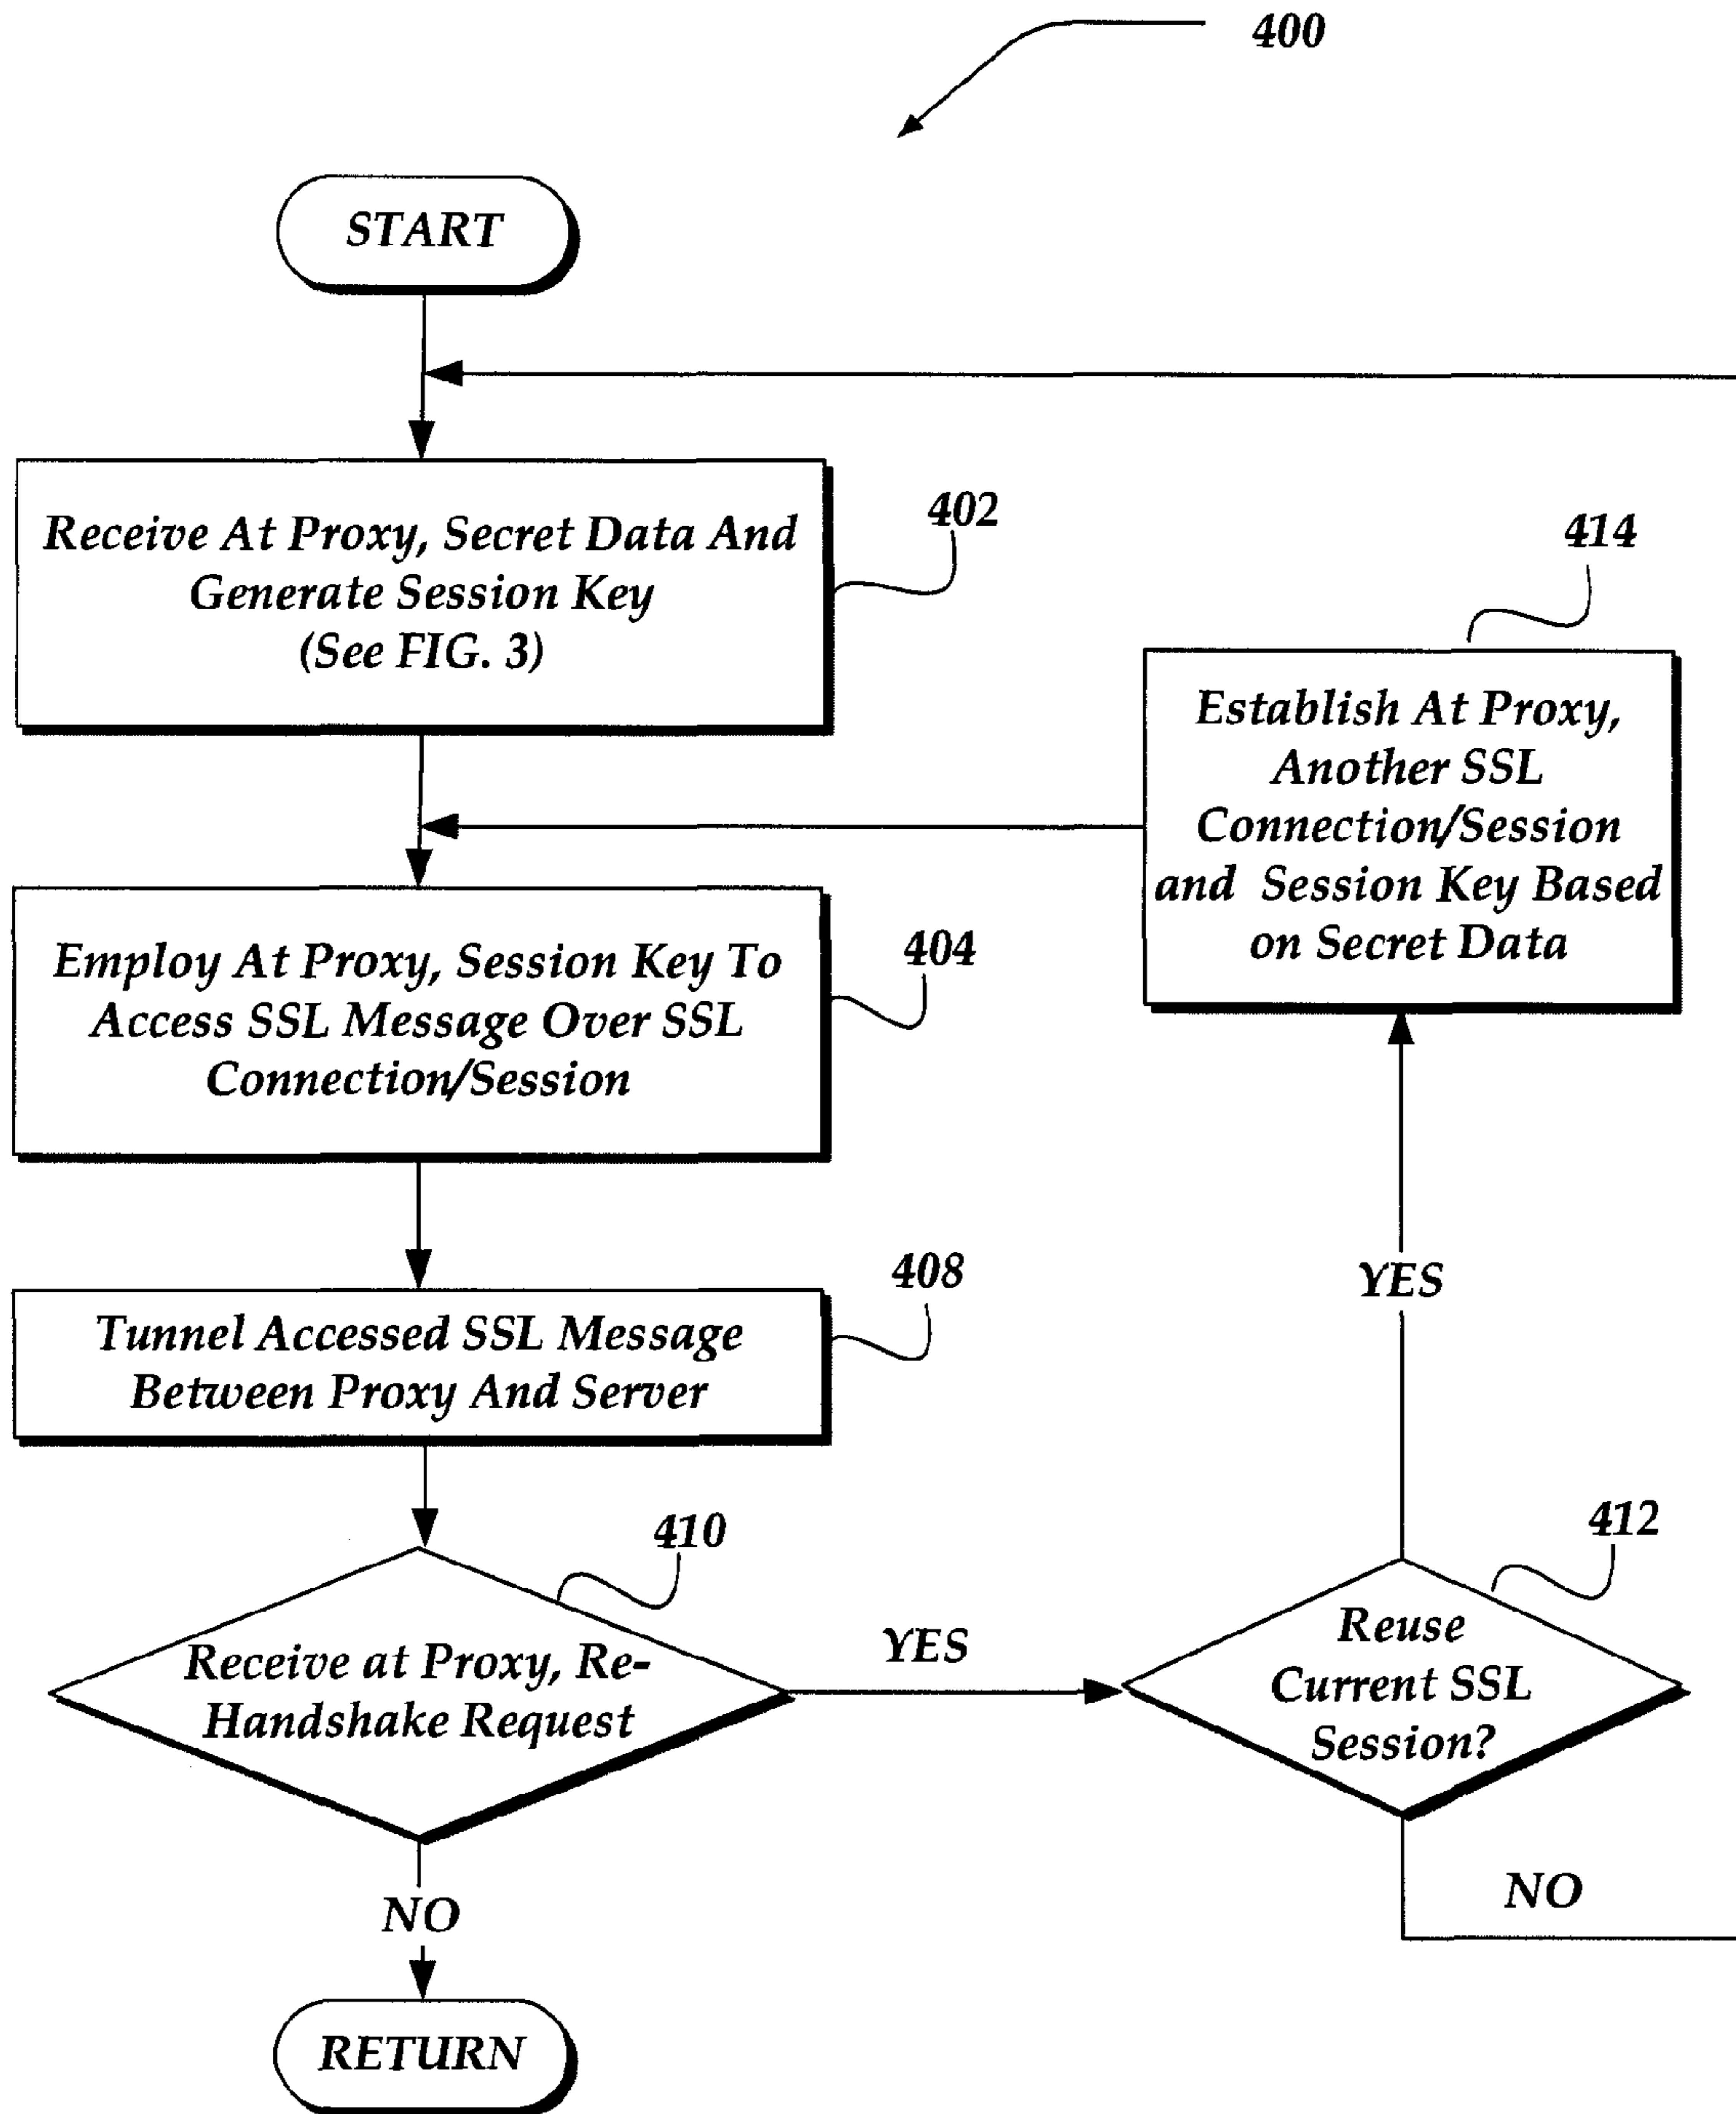 400
START
Receive At Proxy, Secret Data And
Generate Session Key
(See FIG. 3)
402
414
Establish At Proxy,
Another SSL
Connection/Session
and Session Key Based
on Secret Data
Employ At Proxy, Session Key To
Access SSL Message Over SSL
Connection/Session
404
YES
Tunnel Accessed SSL Message
Between Proxy And Server
408
410
Receive at Proxy, Re-
Handshake Request
YES
412
Reuse
Current SSL
Session?
NO
NO
RETURN